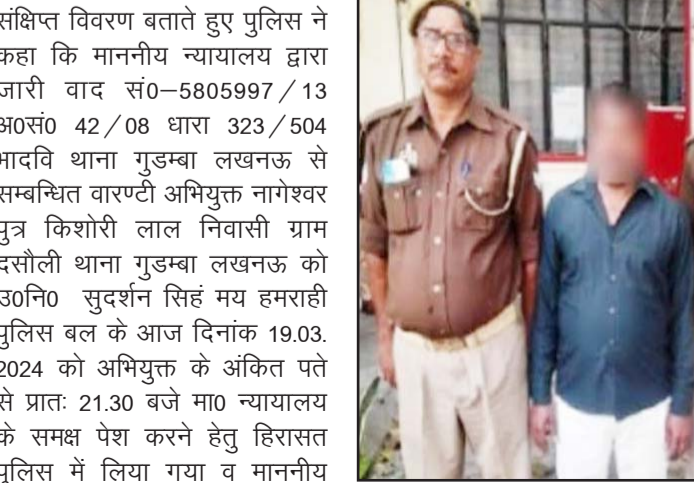 संक्षिप्त विवरण बताते हुए पुलिस ने
कहा कि माननीय न्यायालय द्वारा
जारी वाद सं0–5805997 / 13
अ0सं0 42 / 08 धारा 323 / 504
भादवि थाना गुडम्बा लखनऊ से
सम्बन्धित वारण्टी अभियुक्त नागेश्वर
पुत्र किशोरी लाल निवासी ग्राम
दसौली थाना गुडम्बा लखनऊ को
उ0नि0 सुदर्शन सिहं मय हमराही
पुलिस बल के आज दिनांक 19.03.
2024 को अभियुक्त के अंकित पते
से प्रातः 21.30 बजे मा0 न्यायालय
के समक्ष पेश करने हेतु हिरासत
पुलिस में लिया गया व माननीय